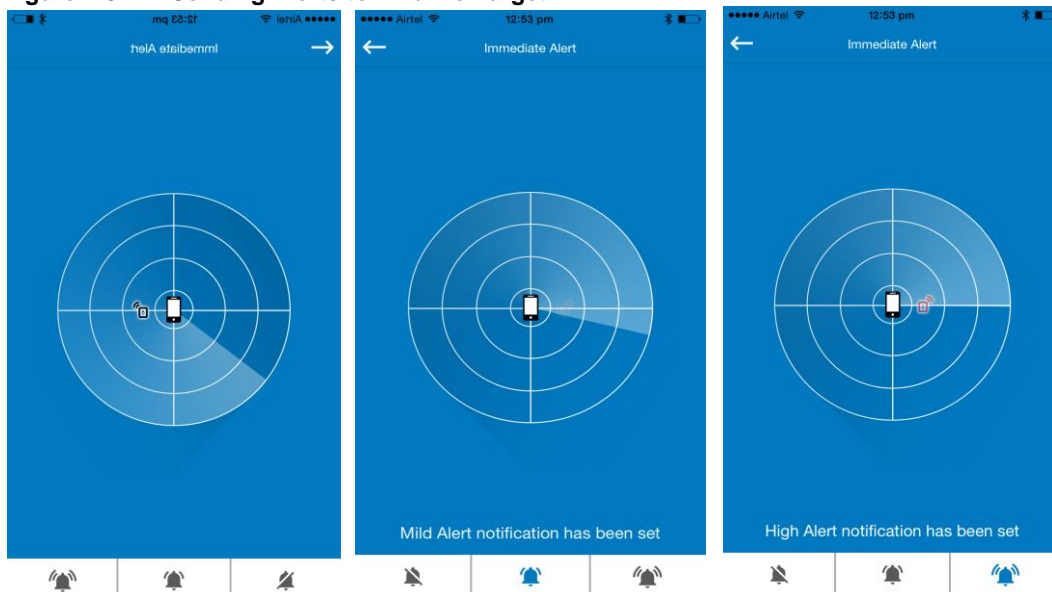 Airtel 12:53 pm
Immediate Alert
Airtel 12:53 pm
Immediate Alert
Mild Alert notification has been set
Airtel 12:53 pm
Immediate Alert
High Alert notification has been set